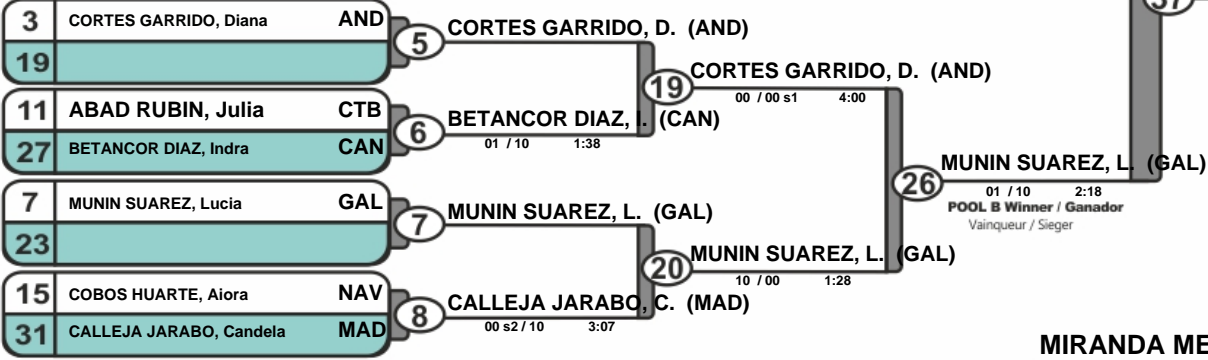 3 CORTES GARRIDO, Diana AND
19
5 CORTES GARRIDO, D. (AND)
11 ABAD RUBIN, Julia CTB
27 BETANCOR DIAZ, Indra CAN
6 BETANCOR DIAZ, I. (CAN)
01 / 10 1:38
19 CORTES GARRIDO, D. (AND)
00 / 00 s1 4:00
7 MUNIN SUAREZ, Lucia GAL
23
7 MUNIN SUAREZ, L. (GAL)
15 COBOS HUARTE, Aiora NAV
31 CALLEJA JARABO, Candela MAD
8 CALLEJA JARABO, C. (MAD)
00 s2 / 10 3:07
20 MUNIN SUAREZ, L. (GAL)
10 / 00 1:28
26 MUNIN SUAREZ, L. (GAL)
01 / 10 2:18
POOL B Winner / Ganador
Vainqueur / Sieger
37
MIRANDA ME